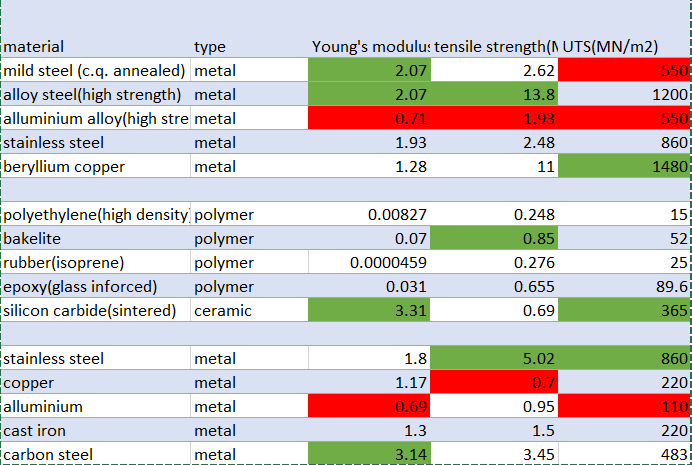 material type Young's modulus tensile strength(M UTS(MN/m2)
mild steel (c.q. annealed) metal 2.07 2.62 550
alloy steel(high strength) metal 2.07 13.8 1200
alluminium alloy(high stre metal 0.71 1.93 550
stainless steel metal 1.93 2.48 860
beryllium copper metal 1.28 11 1480
polyethylene(high density) polymer 0.00827 0.248 15
bakelite polymer 0.07 0.85 52
rubber(isoprene) polymer 0.0000459 0.276 25
epoxy(glass inforced) polymer 0.031 0.655 89.6
silicon carbide(sintered) ceramic 3.31 0.69 365
stainless steel metal 1.8 5.02 860
copper metal 1.17 0.7 220
alluminium metal 0.69 0.95 110
cast iron metal 1.3 1.5 220
carbon steel metal 3.14 3.45 483